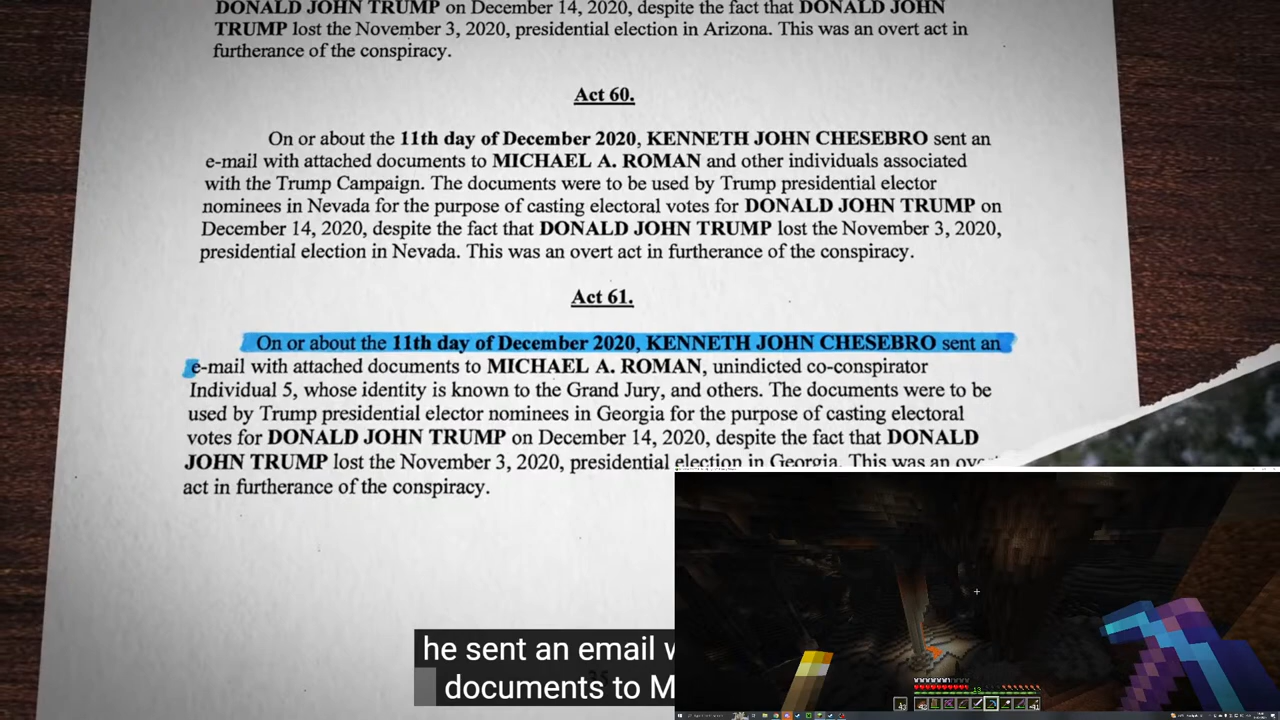 DONALD JOHN TRUMP on December 14, 2020, despite the fact that DONALD JOHN
TRUMP lost the November 3, 2020, presidential election in Arizona. This was an overt act in
furtherance of the conspiracy.
Act 60.
On or about the 11th day of December 2020, KENNETH JOHN CHESEBRO sent an
e-mail with attached documents to MICHAEL A. ROMAN and other individuals associated
with the Trump Campaign. The documents were to be used by Trump presidential elector
nominees in Nevada for the purpose of casting electoral votes for DONALD JOHN TRUMP on
December 14, 2020, despite the fact that DONALD JOHN TRUMP lost the November 3, 2020,
presidential election in Nevada. This was an overt act in furtherance of the conspiracy.
Act 61.
On or about the 11th day of December 2020, KENNETH JOHN CHESEBRO sent an
e-mail with attached documents to MICHAEL A. ROMAN, unindicted co-conspirator
Individual 5, whose identity is known to the Grand Jury, and others. The documents were to be
used by Trump presidential elector nominees in Georgia for the purpose of casting electoral
votes for DONALD JOHN TRUMP on December 14, 2020, despite the fact that DONALD
JOHN TRUMP lost the November 3, 2020, presidential election in Georgia. This was an
act in furtherance of the conspiracy.
he sent an email
documents to M